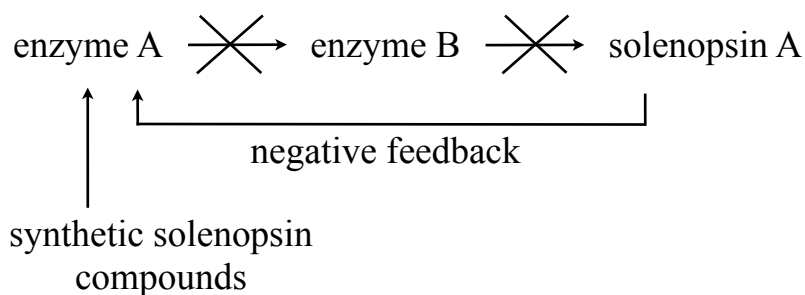 enzyme A enzyme B solenopsin A
negative feedback
synthetic solenopsin
compounds